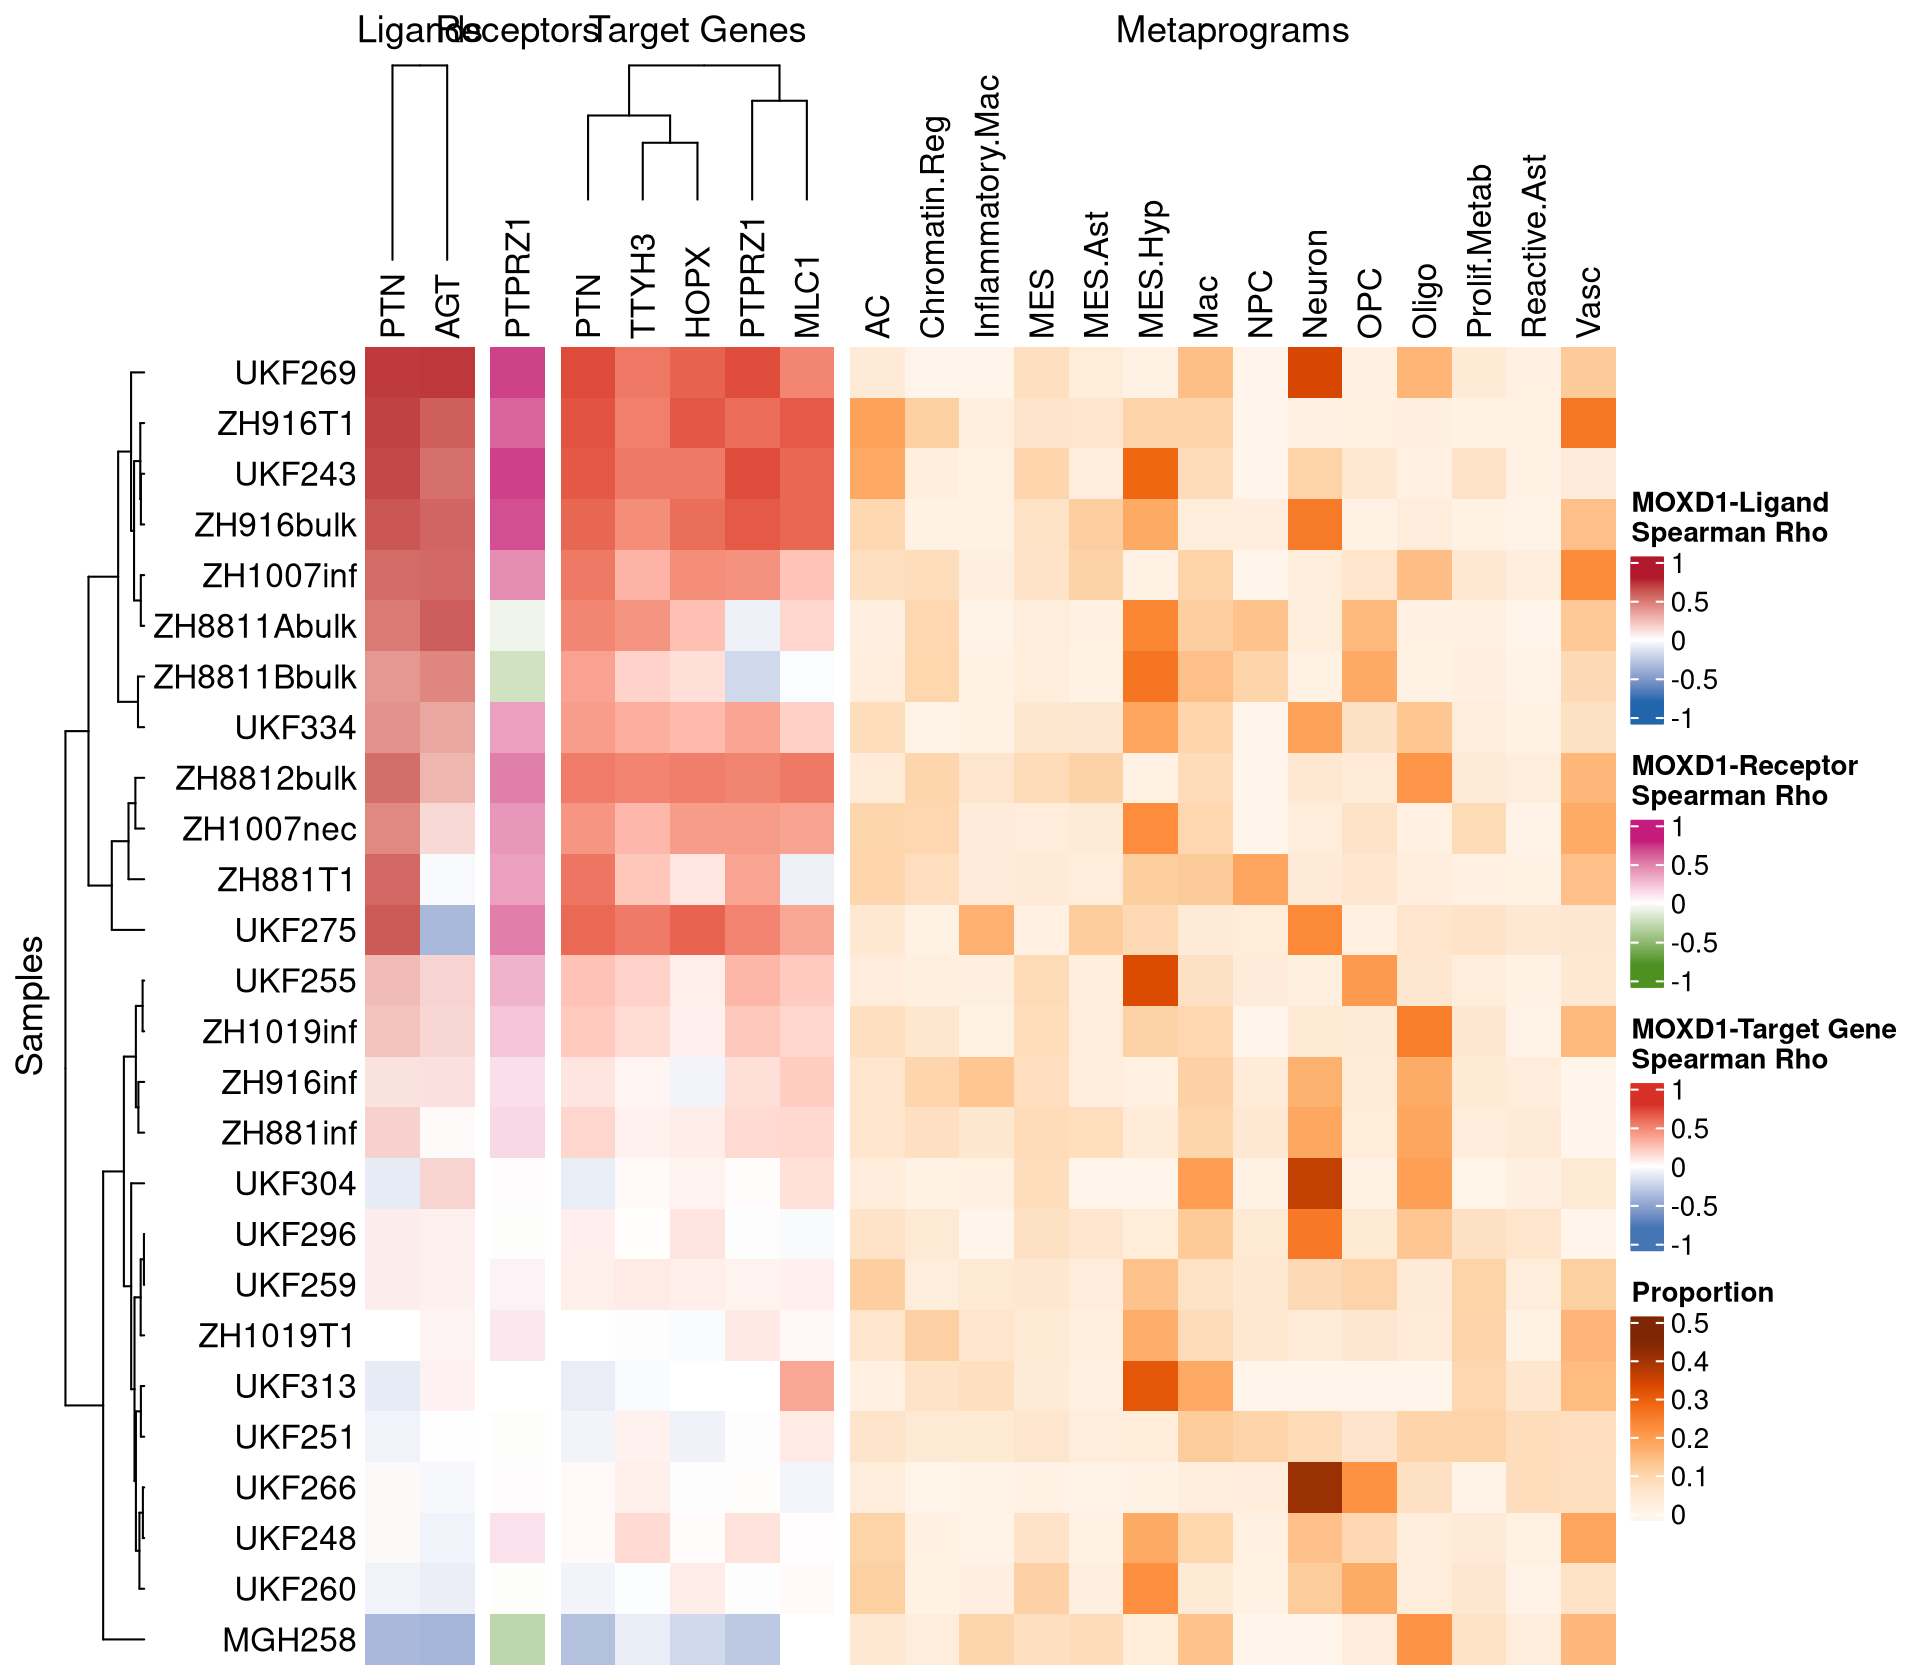 Ligands Receptors Target Genes Metaprograms
PTN
AGT
PTPRZ1
PTN
TTYH3
HOPX
PTPRZ1
MLC1
AC
Chromatin.Reg
Inflammatory.Mac
MES
MES.Ast
MES.Hyp
Mac
NPC
Neuron
OPC
Oligo
Prolif.Metab
Reactive.Ast
Vasc
Samples
UKF269
ZH916T1
UKF243
ZH916bulk
ZH1007inf
ZH8811Abulk
ZH8811Bbulk
UKF334
ZH8812bulk
ZH1007nec
ZH881T1
UKF275
UKF255
ZH1019inf
ZH916inf
ZH881inf
UKF304
UKF296
UKF259
ZH1019T1
UKF313
UKF251
UKF266
UKF248
UKF260
MGH258
MOXD1-Ligand
Spearman Rho
1
0.5
0
-0.5
-1
MOXD1-Receptor
Spearman Rho
1
0.5
0
-0.5
-1
MOXD1-Target Gene
Spearman Rho
1
0.5
0
-0.5
-1
Proportion
0.5
0.4
0.3
0.2
0.1
0